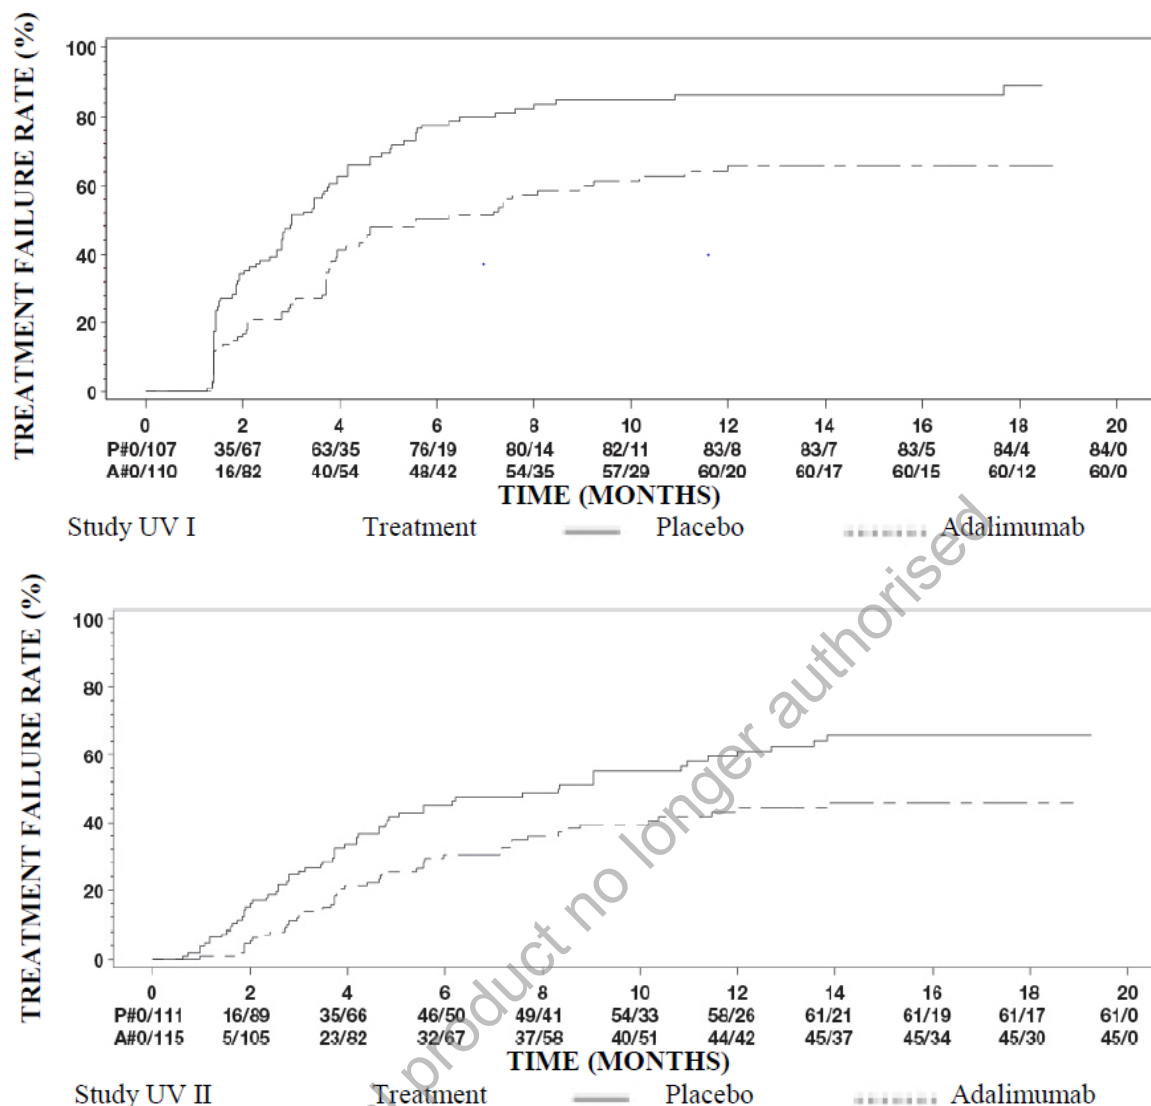 TREATMENT FAILURE RATE (%)
100
80
60
40
20
0
0 2 4 6 8 10 12 14 16 18 20
P#0/107 35/67 63/35 76/19 80/14 82/11 83/8 83/7 83/5 84/4 84/0
A#0/110 16/82 40/54 48/42 54/35 57/29 60/20 60/17 60/15 60/12 60/0
TIME (MONTHS)
Study UV I Treatment Placebo Adalimumab
TREATMENT FAILURE RATE (%)
100
80
60
40
20
0
0 2 4 6 8 10 12 14 16 18 20
P#0/111 16/89 35/66 46/50 49/41 54/33 58/26 61/21 61/19 61/17 61/0
A#0/115 5/105 23/82 32/67 37/58 40/51 44/42 45/37 45/34 45/30 45/0
TIME (MONTHS)
Study UV II Treatment Placebo Adalimumab
product no longer authorised